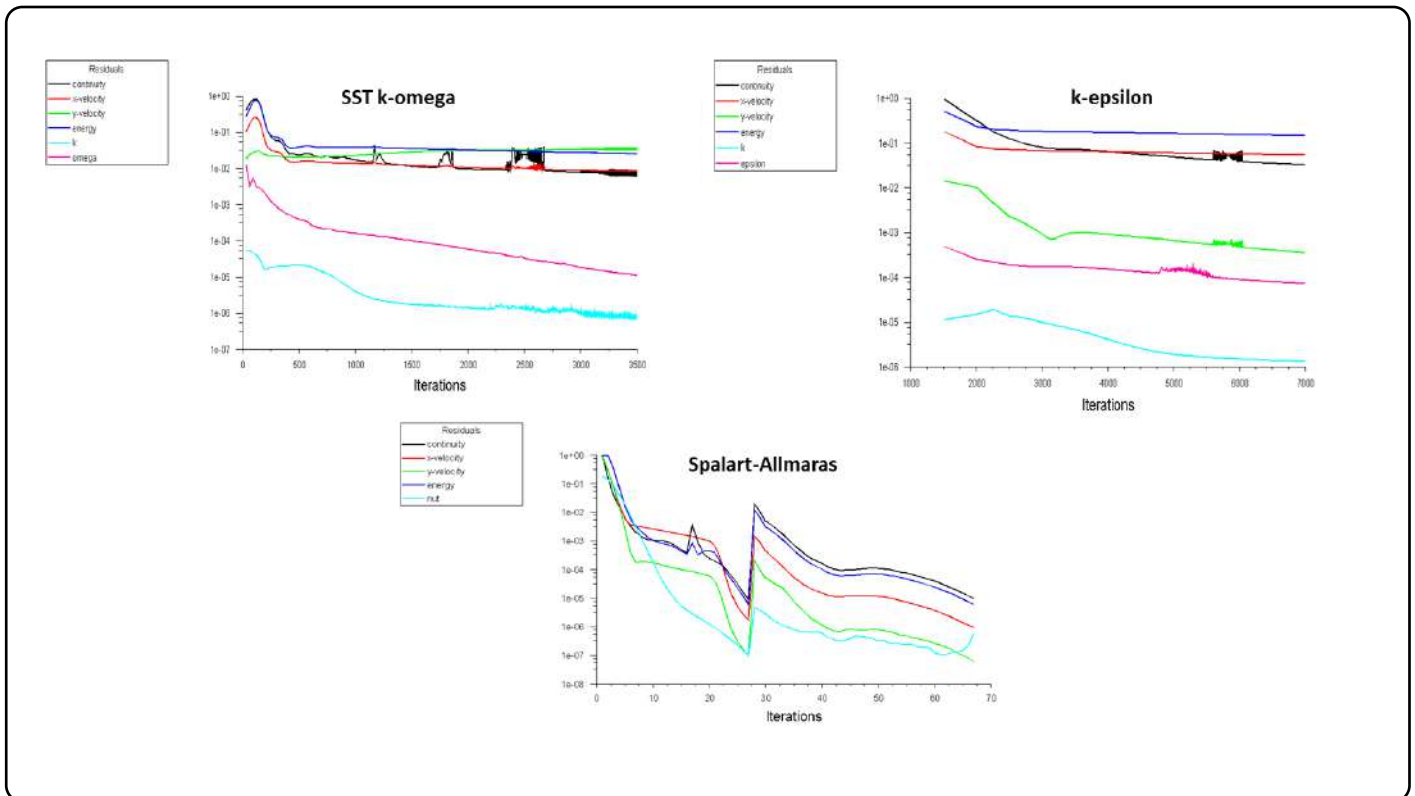 Residuals
continuity
x-velocity
y-velocity
energy
k
omega
SST k-omega
1e+00
1e-01
1e-02
1e-03
1e-04
1e-05
1e-06
1e-07
0
500
1000
1500
2000
2500
3000
3500
Iterations
Residuals
continuity
x-velocity
y-velocity
energy
k
epsilon
k-epsilon
1e+00
1e-01
1e-02
1e-03
1e-04
1e-05
1e-06
1000
2000
3000
4000
5000
6000
7000
Iterations
Residuals
continuity
x-velocity
y-velocity
energy
nut
Spalart-Allmaras
1e+00
1e-01
1e-02
1e-03
1e-04
1e-05
1e-06
1e-07
1e-08
0
10
20
30
40
50
60
70
Iterations